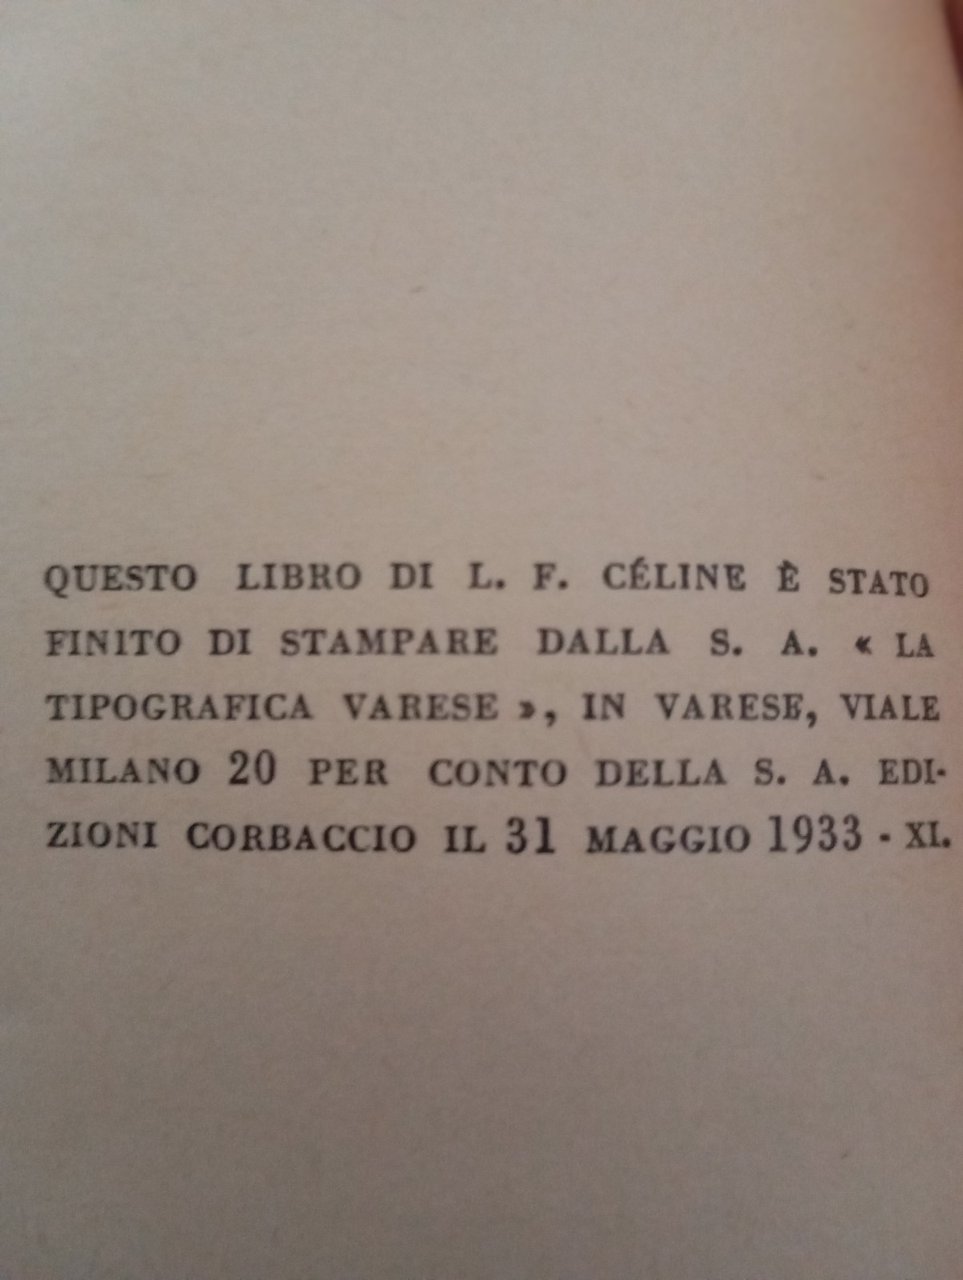 QUESTO LIBRO DI L. F. CÉLINE È STATO
FINITO DI STAMPARE DALLA S. A. « LA
TIPOGRAFICA VARESE », IN VARESE, VIALE
MILANO 20 PER CONTO DELLA S. A. EDI-
ZIONI CORBACCIO IL 31 MAGGIO 1933 - XI.